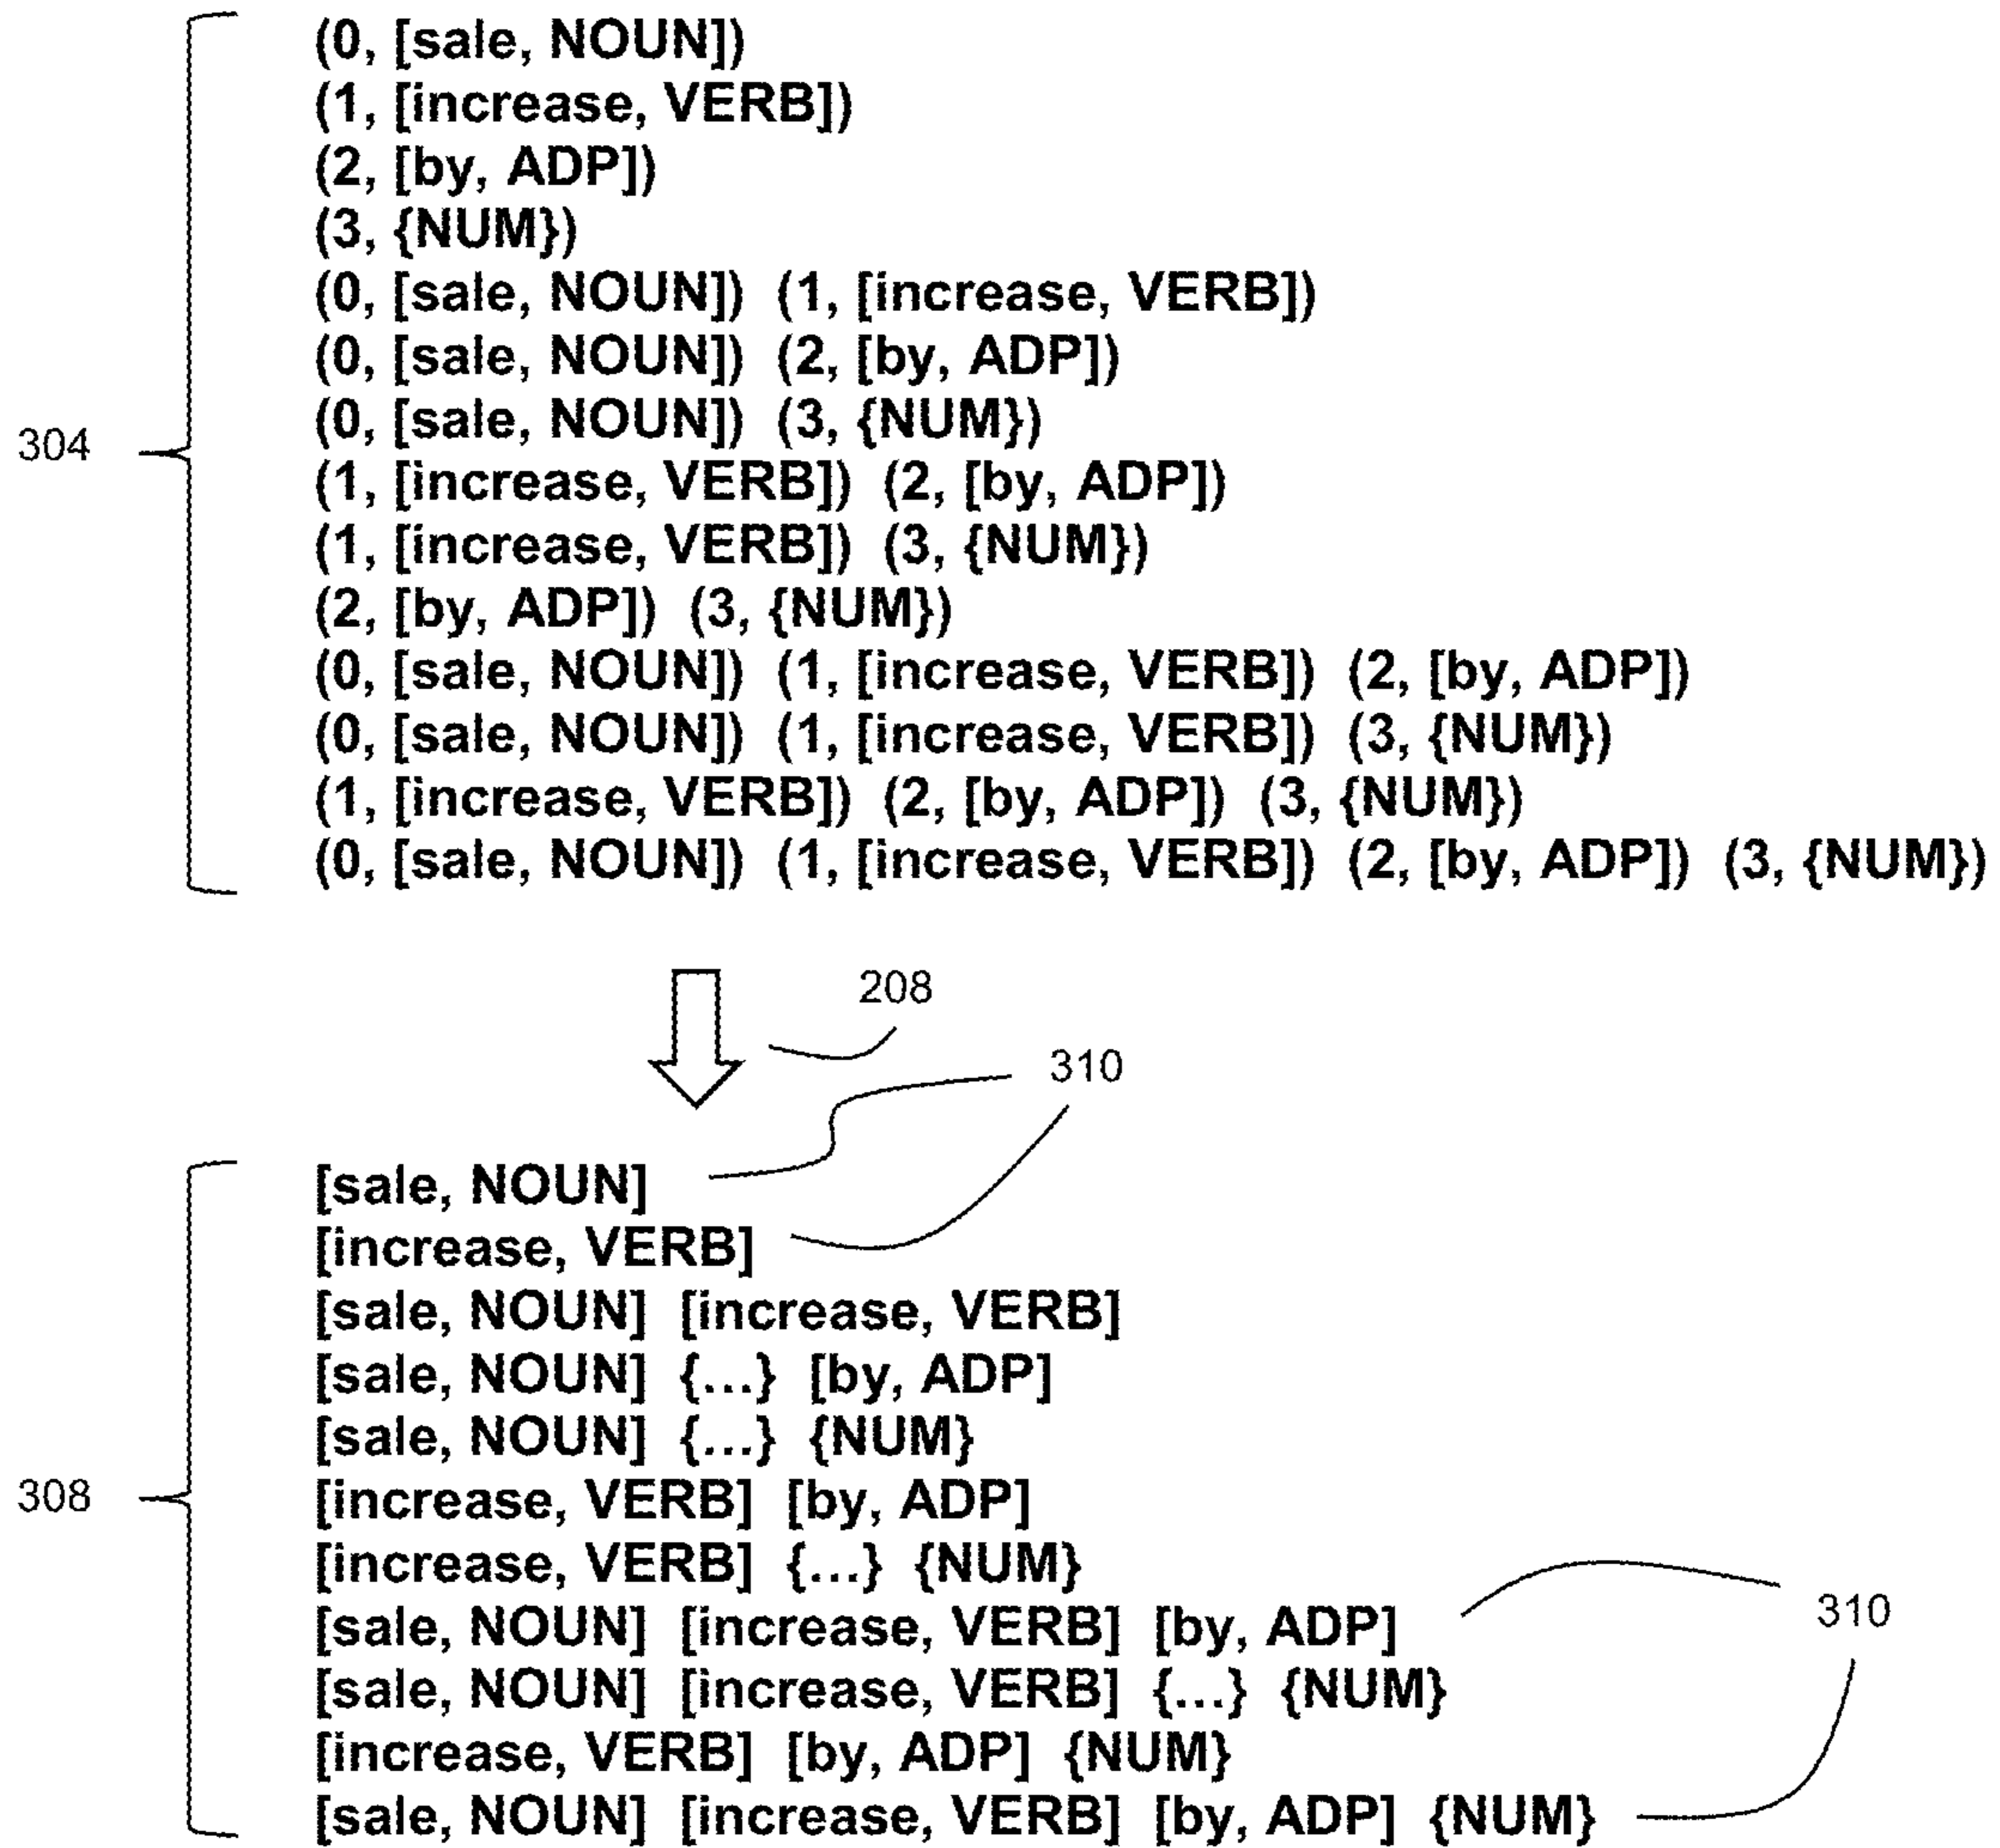 (0, [sale, NOUN])
(1, [increase, VERB])
(2, [by, ADP])
(3, {NUM})
(0, [sale, NOUN]) (1, [increase, VERB])
(0, [sale, NOUN]) (2, [by, ADP])
(0, [sale, NOUN]) (3, {NUM})
304
(1, [increase, VERB]) (2, [by, ADP])
(1, [increase, VERB]) (3, {NUM})
(2, [by, ADP]) (3, {NUM})
(0, [sale, NOUN]) (1, [increase, VERB]) (2, [by, ADP])
(0, [sale, NOUN]) (1, [increase, VERB]) (3, {NUM})
(1, [increase, VERB]) (2, [by, ADP]) (3, {NUM})
(0, [sale, NOUN]) (1, [increase, VERB]) (2, [by, ADP]) (3, {NUM})
208
310
[sale, NOUN]
[increase, VERB]
[sale, NOUN] [increase, VERB]
[sale, NOUN] {...} [by, ADP]
[sale, NOUN] {...} {NUM}
308
[increase, VERB] [by, ADP]
[increase, VERB] {...} {NUM}
[sale, NOUN] [increase, VERB] [by, ADP]
310
[sale, NOUN] [increase, VERB] {...} {NUM}
[increase, VERB] [by, ADP] {NUM}
[sale, NOUN] [increase, VERB] [by, ADP] {NUM}